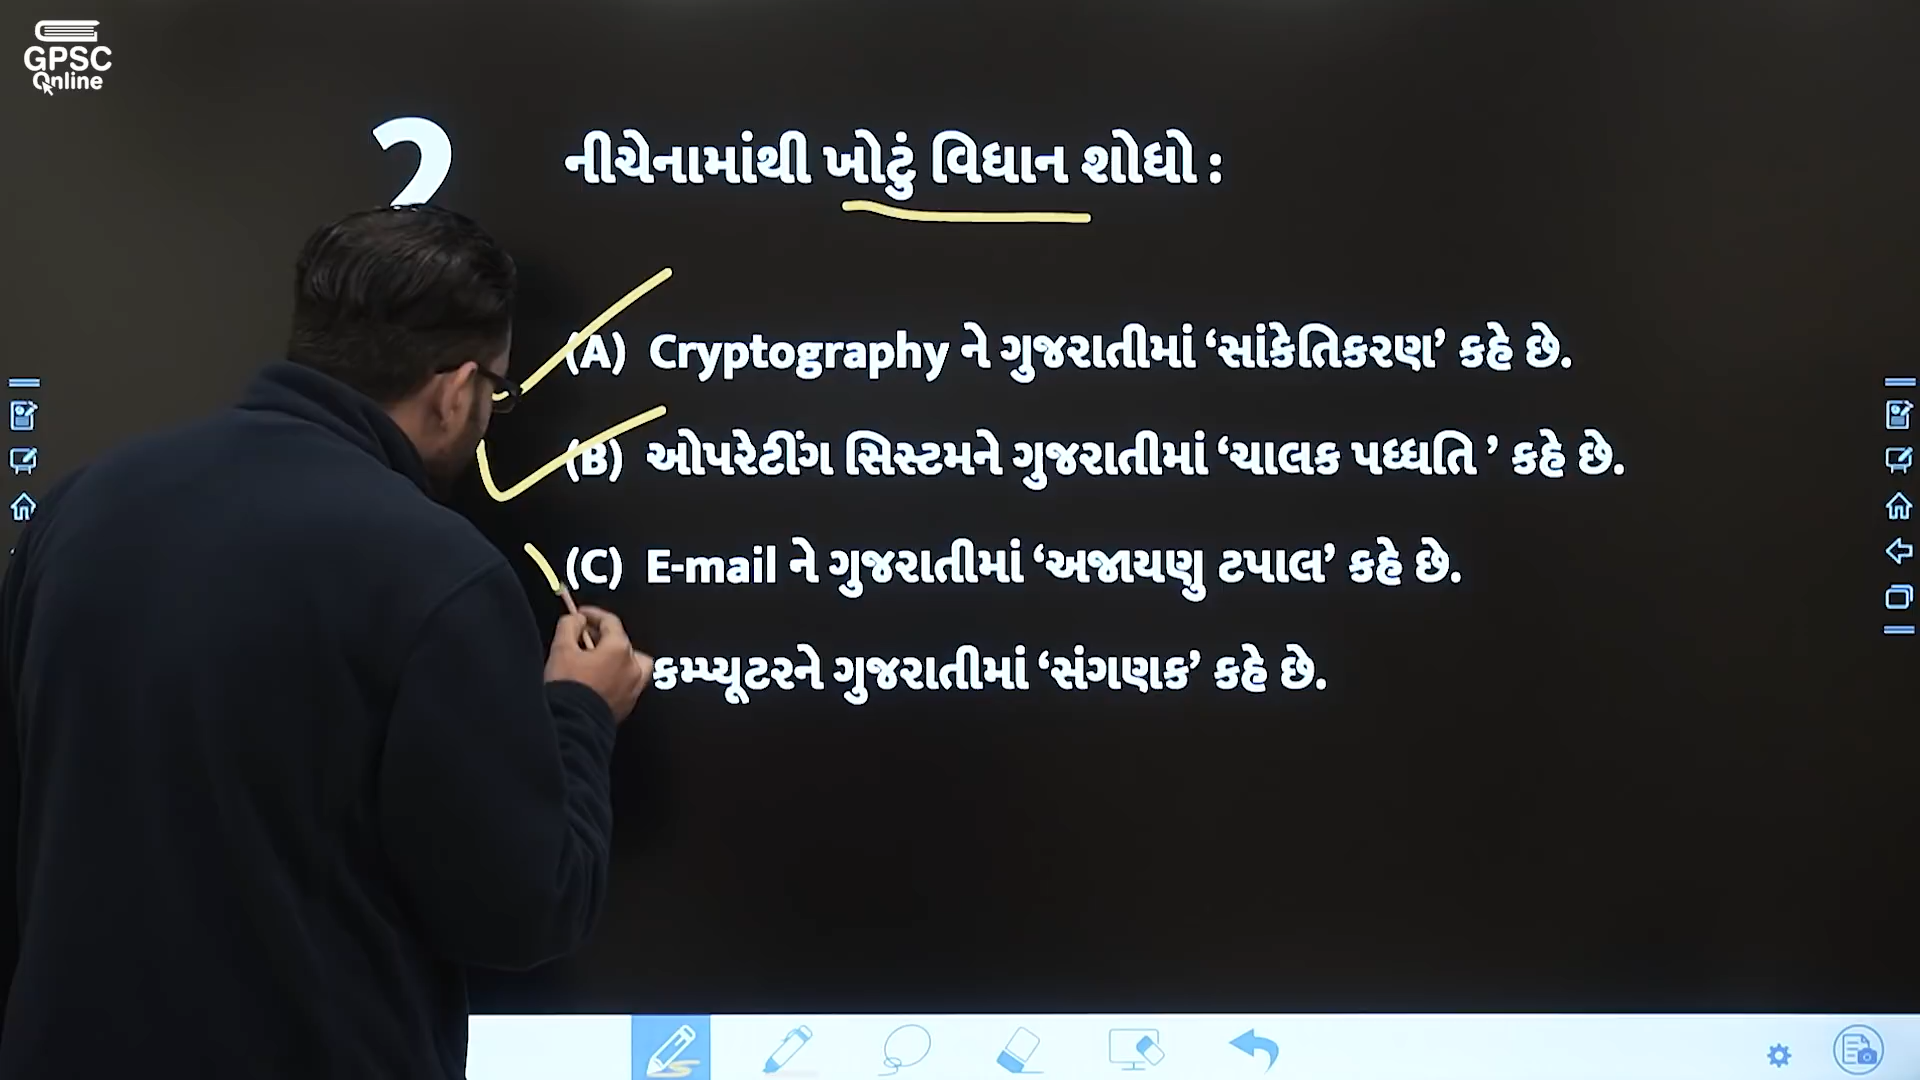 GPSC
Online
2 નીચેનામાંથી ખોટું વિધાન શોધો :
(A) Cryptography ને ગુજરાતીમાં ‘સાંકેતિકરણ’ કહે છે.
(B) ઓપરેટીંગ સિસ્ટમને ગુજરાતીમાં ‘ચાલક પધ્ધતિ ’ કહે છે.
(C) E-mail ને ગુજરાતીમાં ‘અજાયણુ ટપાલ’ કહે છે.
કમ્પ્યૂટરને ગુજરાતીમાં ‘સંગણક’ કહે છે.